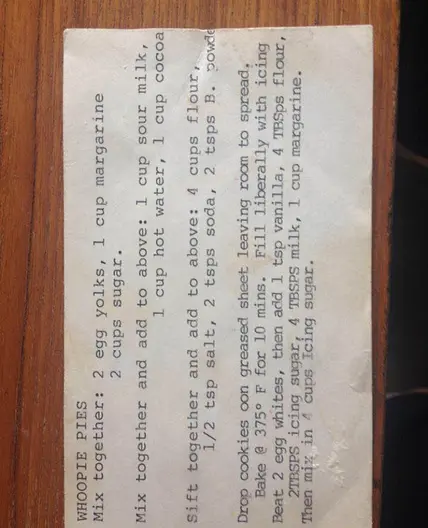 WHOOPIE PIES
Mix together: 2 egg yolks, 1 cup margarine
2 cups sugar.
Mix together and add to above: 1 cup sour milk,
1 cup hot water, 1 cup cocoa
Sift together and add to above: 4 cups flour,
1/2 tsp salt, 2 tsps soda, 2 tsps B. powde
Drop cookies oon greased sheet leaving room to spread.
Bake @ 375° F for 10 mins. Fill liberally with icing
Beat 2 egg whites, then add 1 tsp vanilla, 4 TBSps flour,
2TBSPS icing sugar, 4 TBSPS milk, 1 cup margarine.
Then mix in 4 cups Icing sugar.